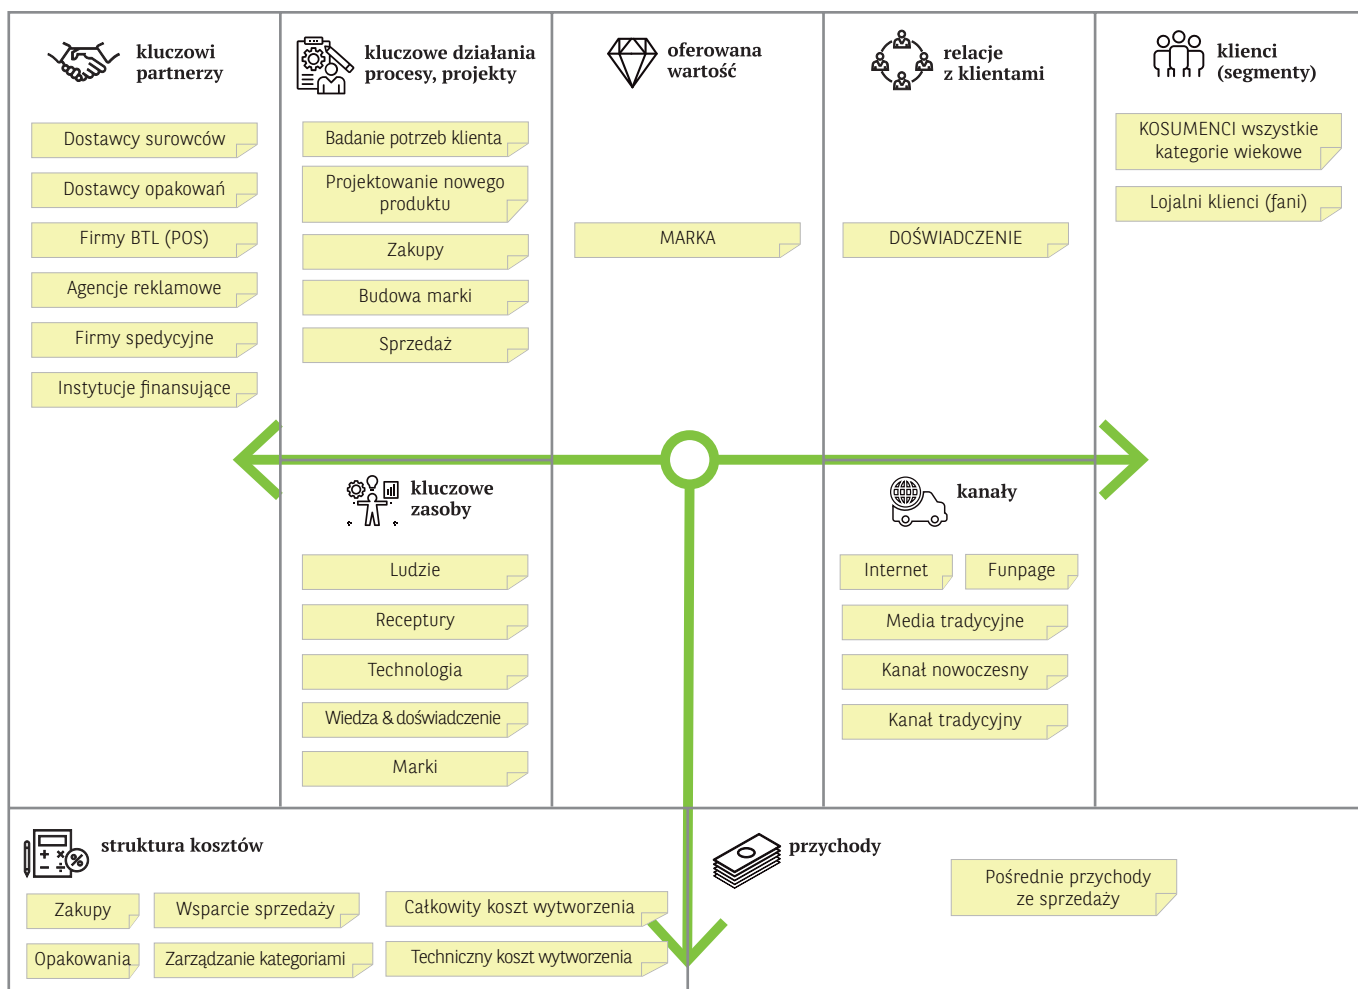 kluczowi
partnerzy
Dostawcy surowców
Dostawcy opakowań
Firmy BTL (POS)
Agencje reklamowe
Firmy spedycyjne
Instytucje finansujące
kluczowe działania
procesy, projekty
Badanie potrzeb klienta
Projektowanie nowego
produktu
Zakupy
Budowa marki
Sprzedaż
kluczowe
zasoby
Ludzie
Receptury
Technologia
Wiedza & doświadczenie
Marki
oferowana
wartość
MARKA
relacje
z klientami
DOŚWIADCZENIE
kanały
Internet
Funpage
Media tradycyjne
Kanał nowoczesny
Kanał tradycyjny
klienci
(segmenty)
KOSUMENCI wszystkie
kategorie wiekowe
Lojalni klienci (fani)
struktura kosztów
Zakupy
Wsparcie sprzedaży
Całkowity koszt wytworzenia
Opakowania
Zarządzanie kategoriami
Techniczny koszt wytworzenia
przychody
Pośrednie przychody
ze sprzedaży